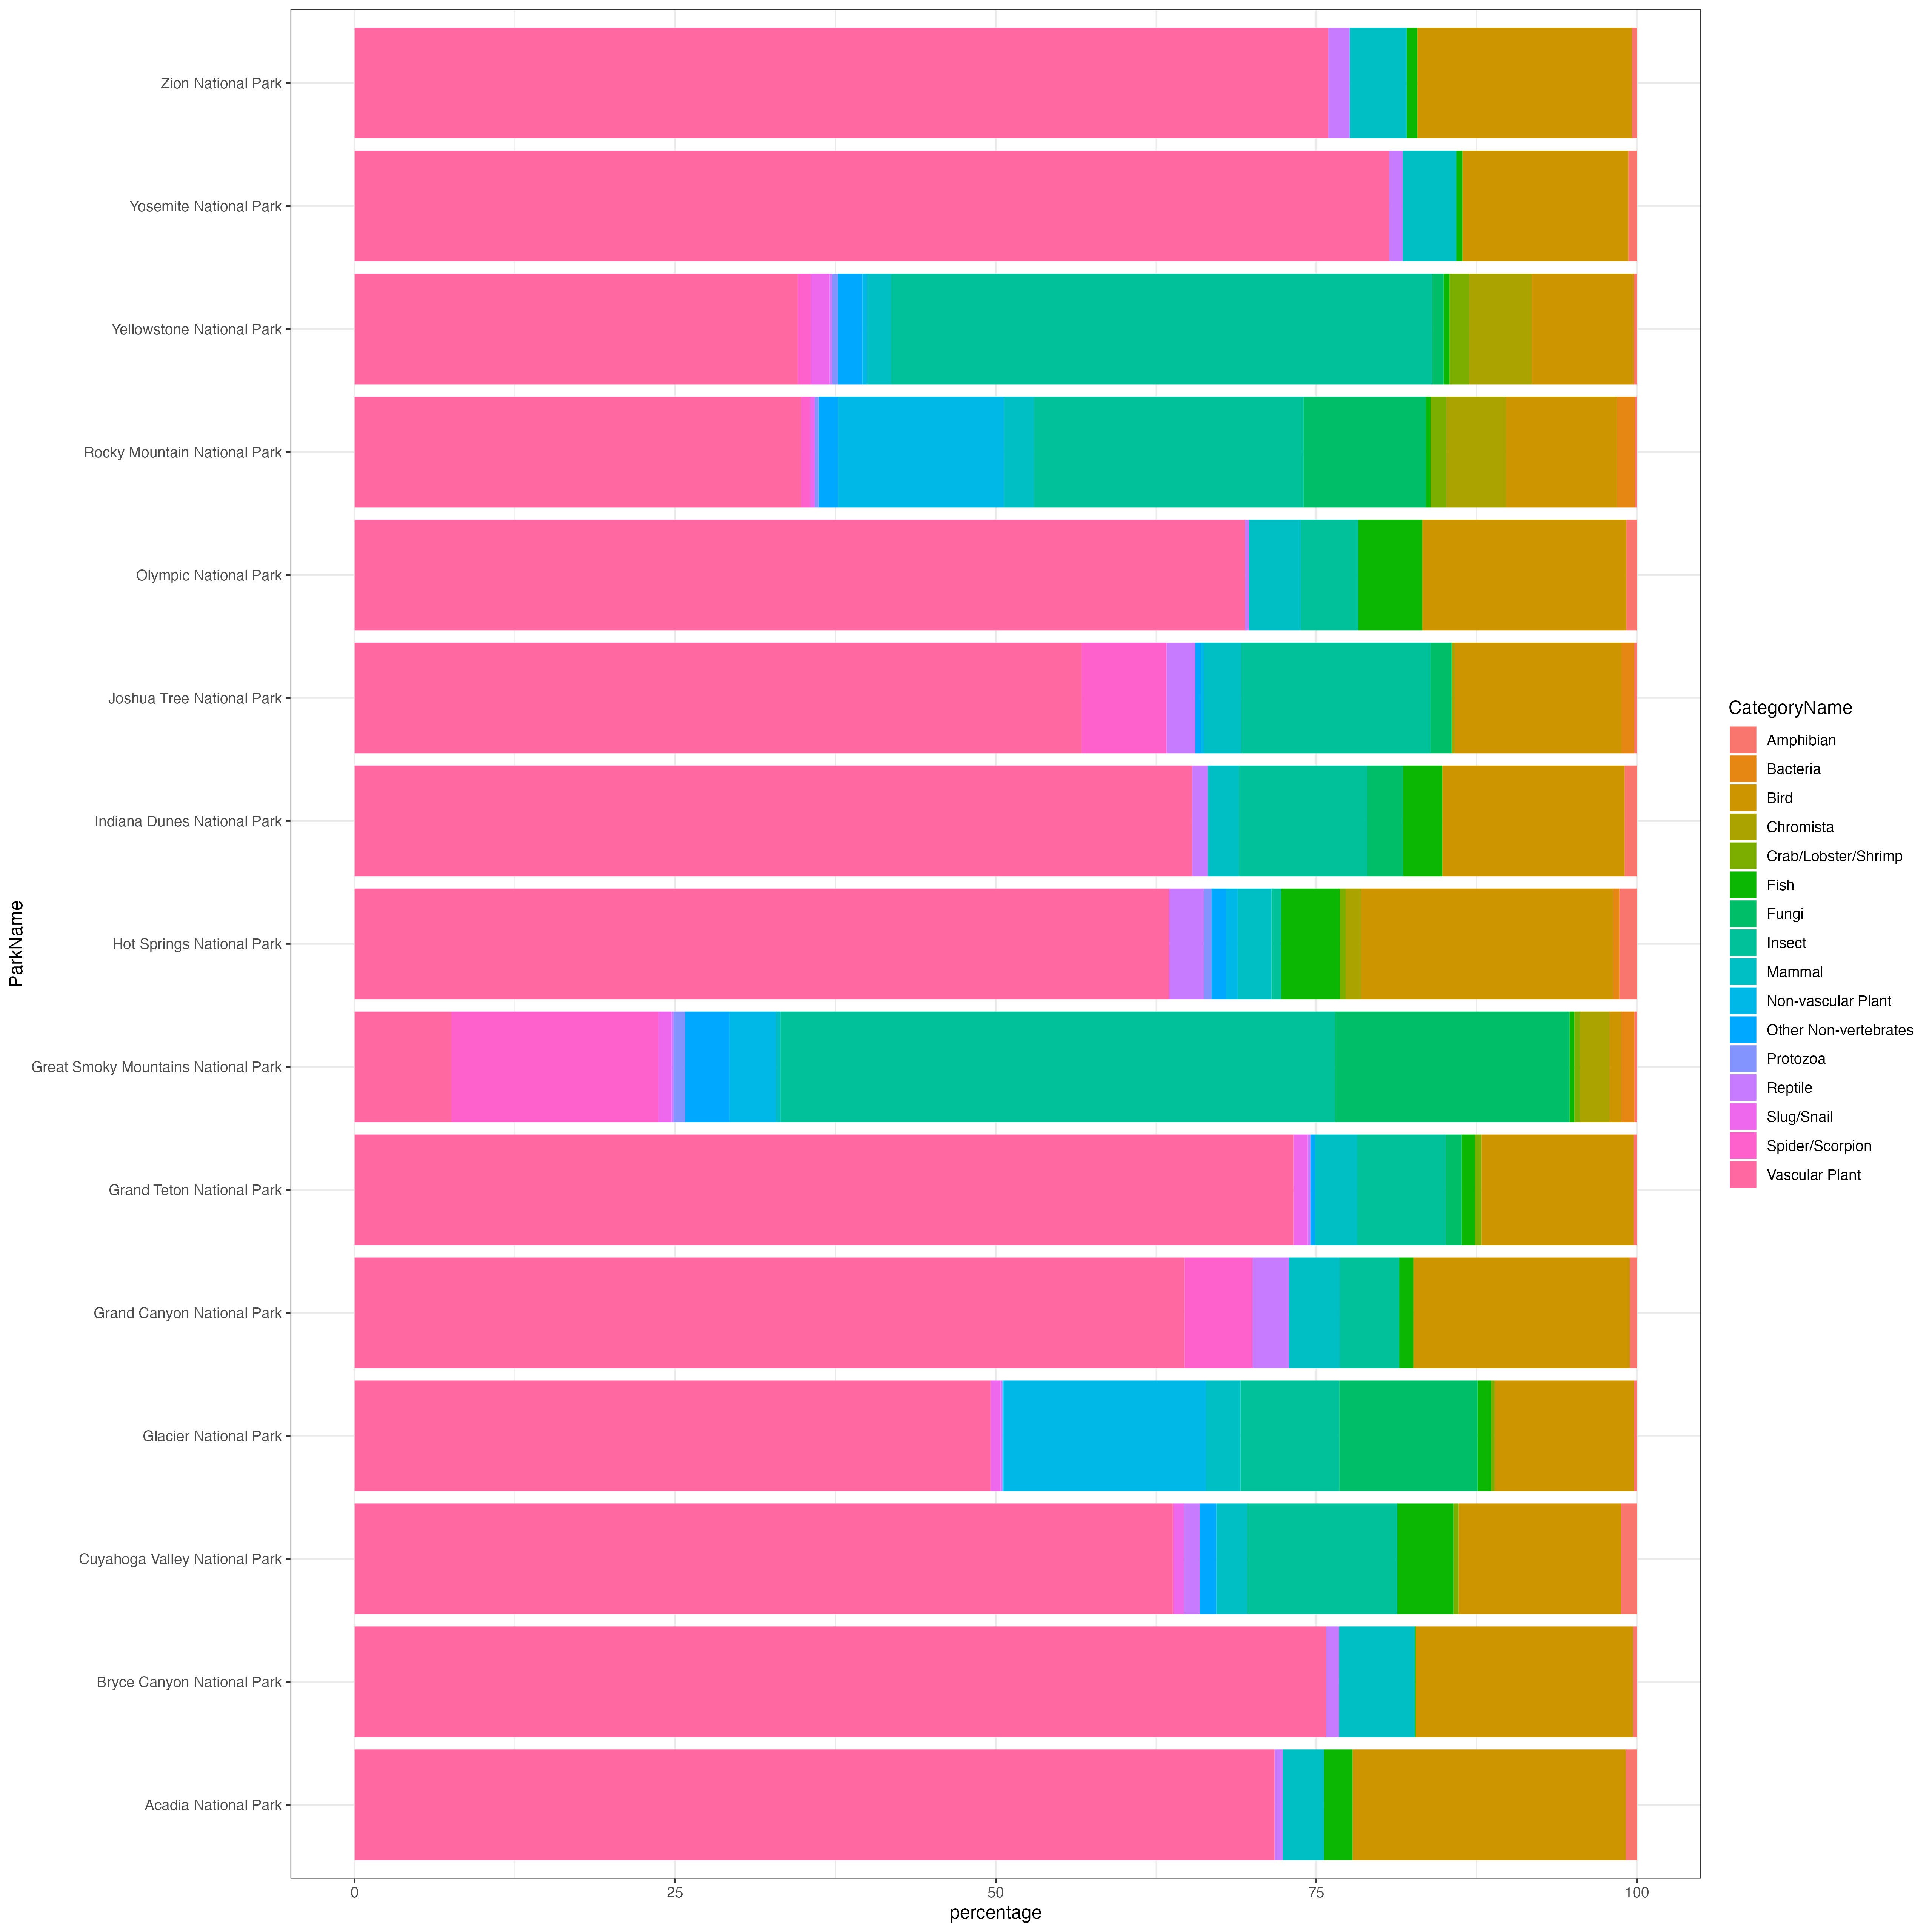 Zion National Park
Yosemite National Park
Yellowstone National Park
Rocky Mountain National Park
Olympic National Park
Joshua Tree National Park
Indiana Dunes National Park
Hot Springs National Park
Great Smoky Mountains National Park
Grand Teton National Park
Grand Canyon National Park
Glacier National Park
Cuyahoga Valley National Park
Bryce Canyon National Park
Acadia National Park
ParkName
0 25 50 75 100
percentage
CategoryName
Amphibian
Bacteria
Bird
Chromista
Crab/Lobster/Shrimp
Fish
Fungi
Insect
Mammal
Non-vascular Plant
Other Non-vertebrates
Protozoa
Reptile
Slug/Snail
Spider/Scorpion
Vascular Plant